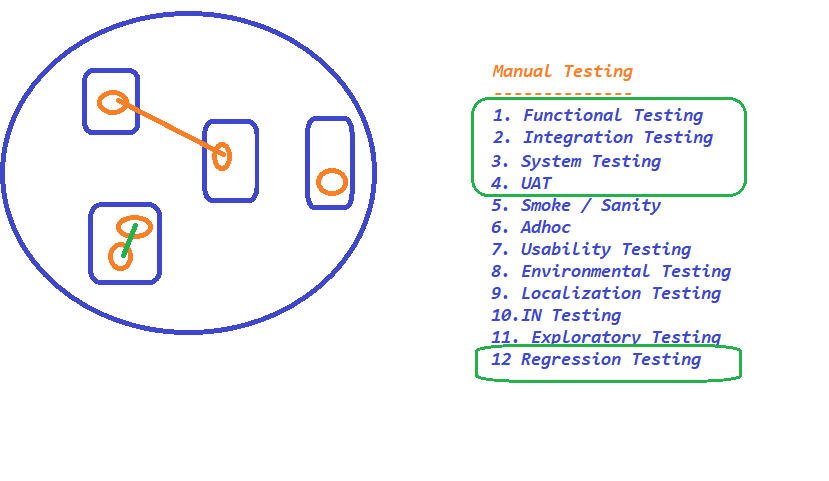 Manual Testing
--------------
1. Functional Testing
2. Integration Testing
3. System Testing
4. UAT
5. Smoke / Sanity
6. Adhoc
7. Usability Testing
8. Environmental Testing
9. Localization Testing
10.IN Testing
11. Exploratory Testing
12 Regression Testing